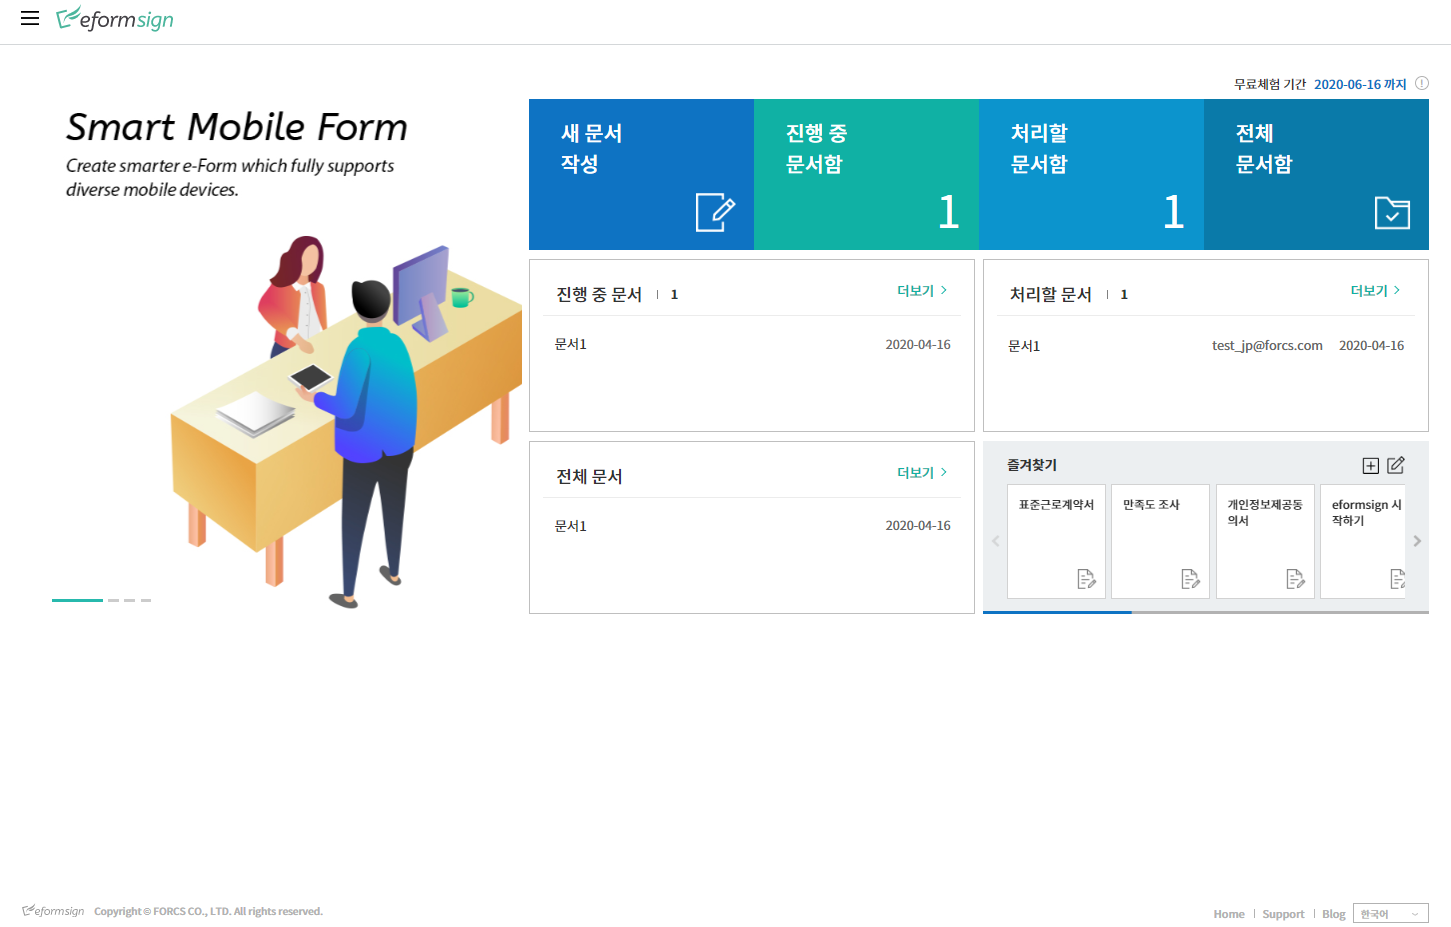 eformsign
무료체험 기간 2020-06-16 까지
Smart Mobile Form
Create smarter e-Form which fully supports
diverse mobile devices.
새 문서
작성
진행 중
문서함
1
처리할
문서함
1
전체
문서함
진행 중 문서 1
더보기
문서1 2020-04-16
처리할 문서 1
더보기
문서1 test_jp@forcs.com 2020-04-16
전체 문서
더보기
문서1 2020-04-16
즐겨찾기
표준근로계약서
만족도 조사
개인정보제공동
의서
eformsign 시
작하기
eformsign Copyright © FORCS CO., LTD. All rights reserved.
Home Support Blog 한국어